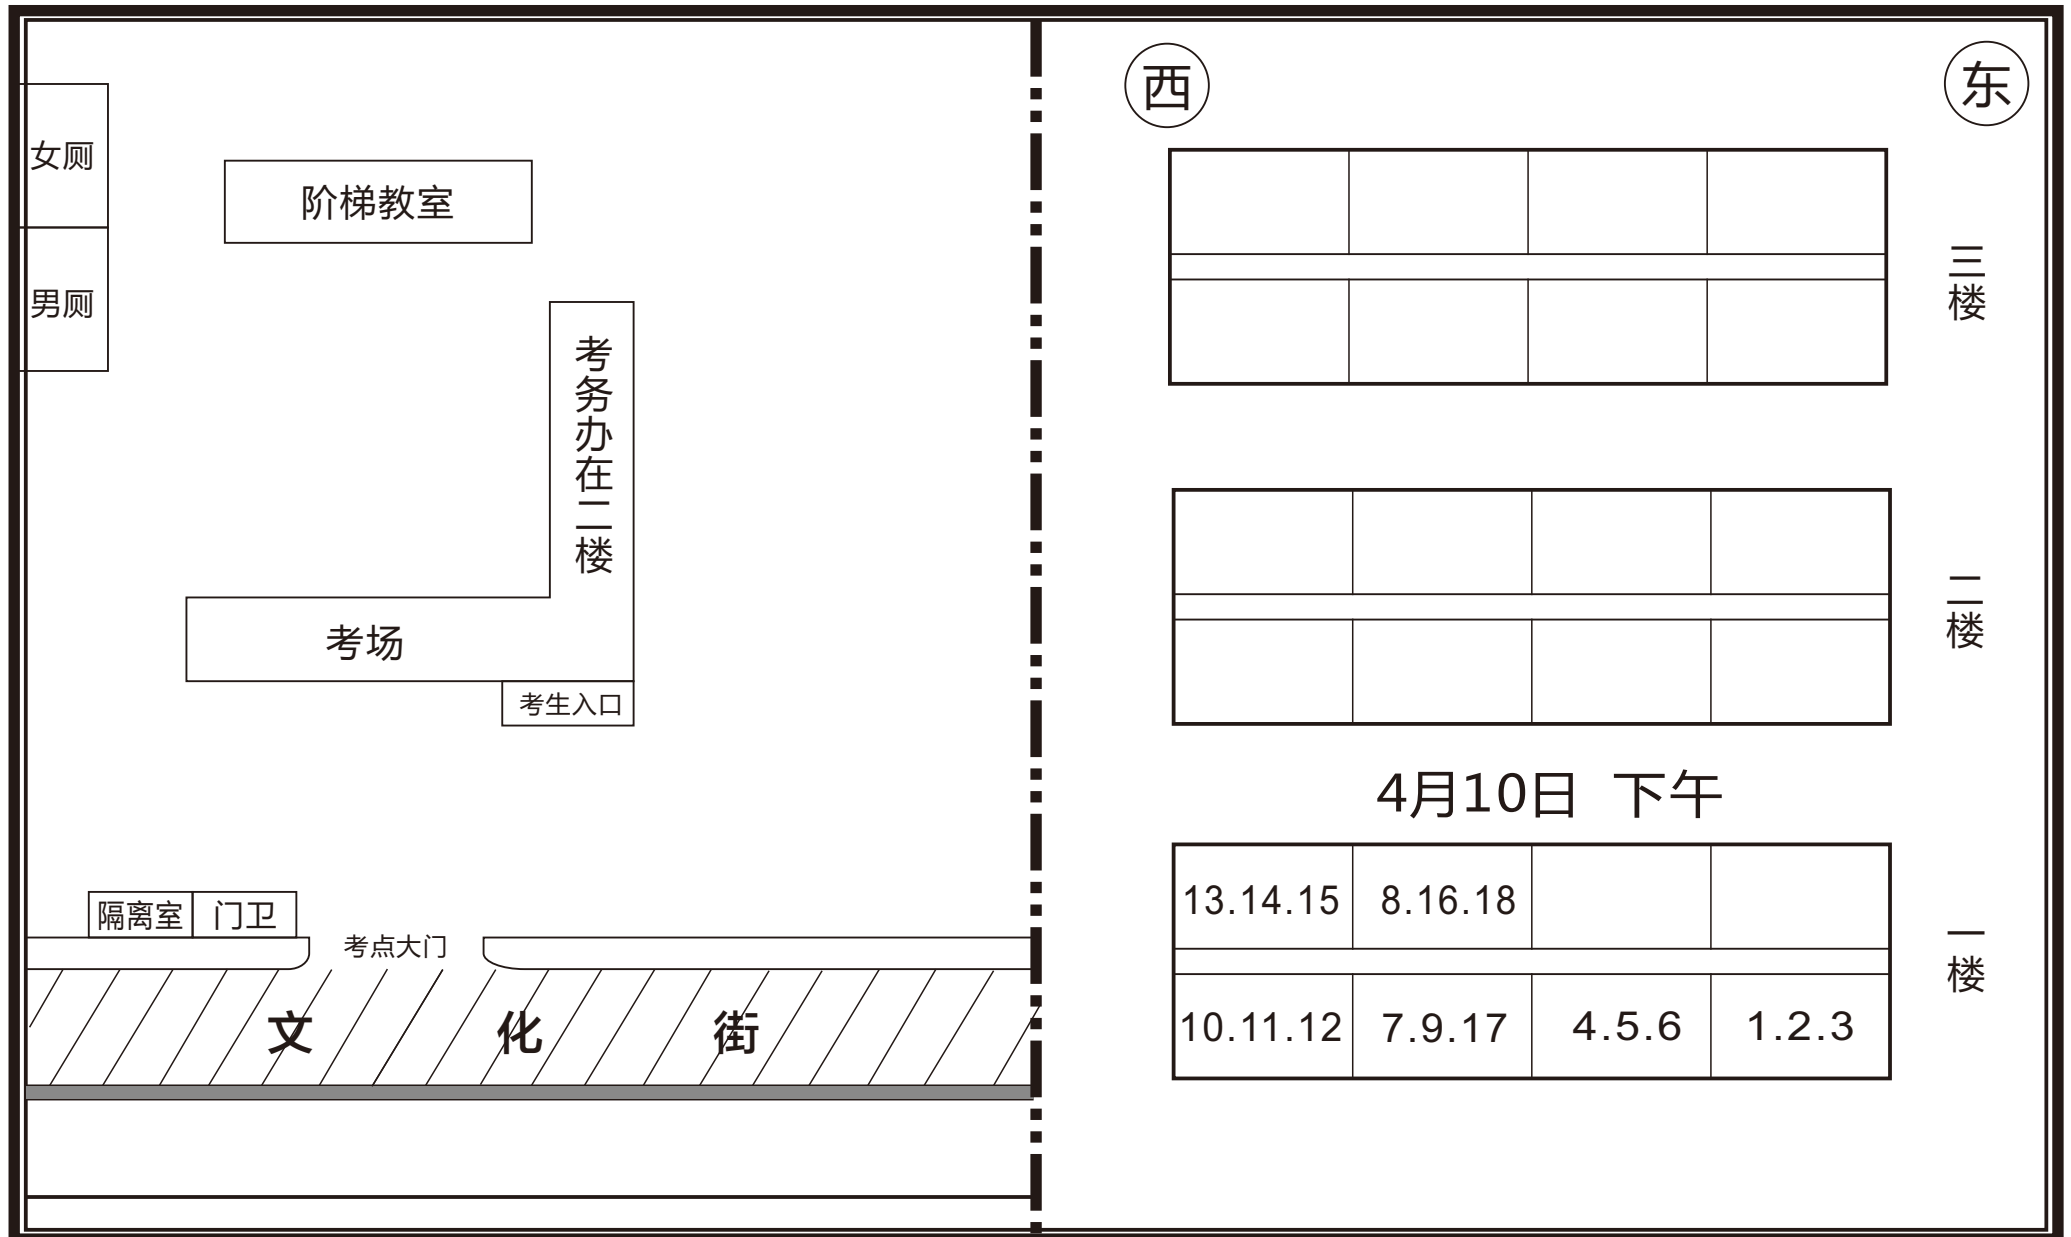 女厕
阶梯教室
男厕
考务办在二楼
考场
考生入口
隔离室 门卫
考点大门
文 化 街
西 东
三楼
二楼
4月10日 下午
13.14.15 8.16.18
一楼
10.11.12 7.9.17 4.5.6 1.2.3